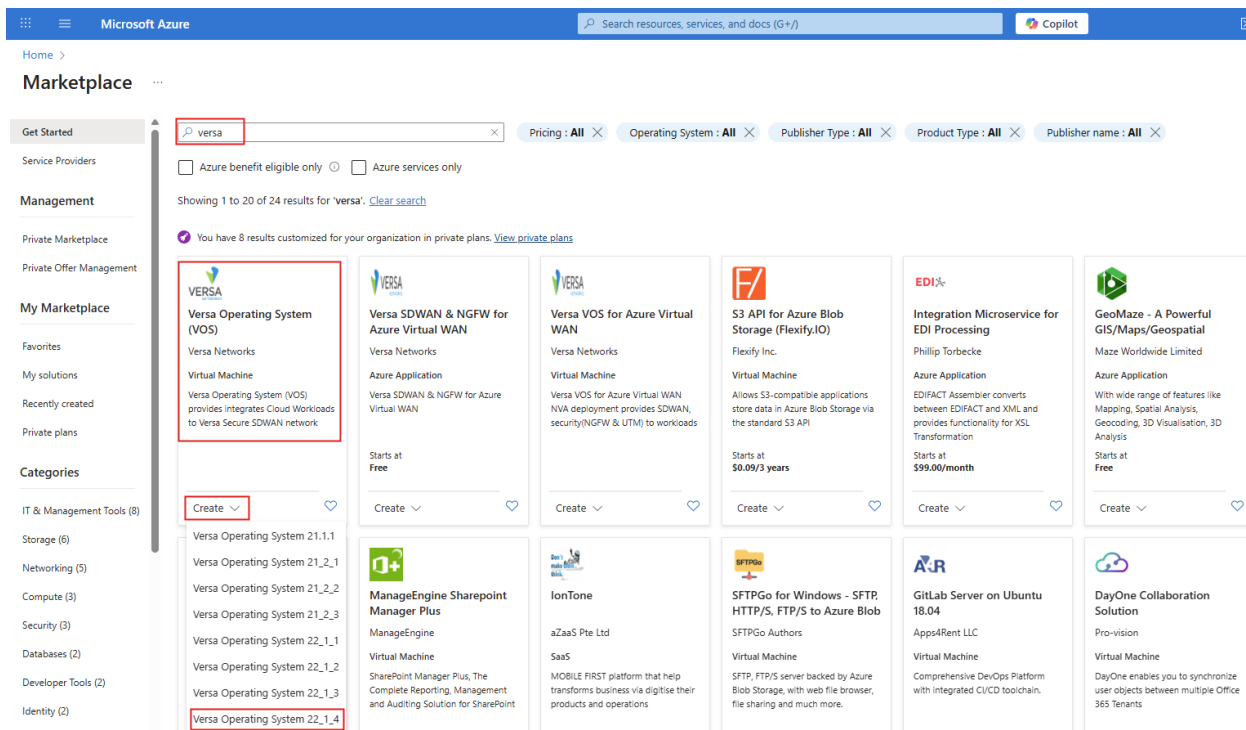 Microsoft Azure
Search resources, services, and docs (G+/)
Copilot
Home >
Marketplace ...
Get Started
Service Providers
Management
Private Marketplace
Private Offer Management
My Marketplace
Favorites
My solutions
Recently created
Private plans
Categories
IT & Management Tools (8)
Storage (6)
Networking (5)
Compute (3)
Security (3)
Databases (2)
Developer Tools (2)
Identity (2)
versa
Pricing : All
Operating System : All
Publisher Type : All
Product Type : All
Publisher name : All
Azure benefit eligible only
Azure services only
Showing 1 to 20 of 24 results for 'versa'. Clear search
You have 8 results customized for your organization in private plans. View private plans
VERSA
Versa Operating System
(VOS)
Versa Networks
Virtual Machine
Versa Operating System (VOS)
provides integrates Cloud Workloads
to Versa Secure SDWAN network
Create
Versa Operating System 21.1.1
Versa Operating System 21_2_1
Versa Operating System 21_2_2
Versa Operating System 21_2_3
Versa Operating System 22_1_1
Versa Operating System 22_1_2
Versa Operating System 22_1_3
Versa Operating System 22_1_4
VERSA
Versa SDWAN & NGFW for
Azure Virtual WAN
Versa Networks
Azure Application
Versa SDWAN & NGFW for Azure
Virtual WAN
Starts at
Free
Create
VERSA
Versa VOS for Azure Virtual
WAN
Versa Networks
Virtual Machine
Versa VOS for Azure Virtual WAN
NVA deployment provides SDWAN,
security(NGFW & UTM) to workloads
Create
S3 API for Azure Blob
Storage (Flexify.IO)
Flexify Inc.
Virtual Machine
Allows S3-compatible applications
store data in Azure Blob Storage via
the standard S3 API
Starts at
$0.09/3 years
Create
EDI
Integration Microservice for
EDI Processing
Phillip Torbecke
Azure Application
EDIFACT Assembler converts
between EDIFACT and XML and
provides functionality for XSL
Transformation
Starts at
$99.00/month
Create
GeoMaze - A Powerful
GIS/Maps/Geospatial
Maze Worldwide Limited
Azure Application
With wide range of features like
Mapping, Spatial Analysis,
Geocoding, 3D Visualisation, 3D
Analysis
Starts at
Free
Create
ManageEngine Sharepoint
Manager Plus
ManageEngine
Virtual Machine
SharePoint Manager Plus, The
Complete Reporting, Management
and Auditing Solution for SharePoint
Don't
make them
think.
IonTone
aZaaS Pte Ltd
SaaS
MOBILE FIRST platform that help
transforms business via digitise their
products and operations
SFTPGo
SFTPGo for Windows - SFTP,
HTTP/S, FTP/S to Azure Blob
SFTPGo Authors
Virtual Machine
SFTP, FTP/S server backed by Azure
Blob Storage, with web file browser,
file sharing and much more.
GitLab Server on Ubuntu
18.04
Apps4Rent LLC
Virtual Machine
Comprehensive DevOps Platform
with integrated CI/CD toolchain.
DayOne Collaboration
Solution
Pro-vision
Virtual Machine
DayOne enables you to synchronize
user objects between multiple Office
365 Tenants